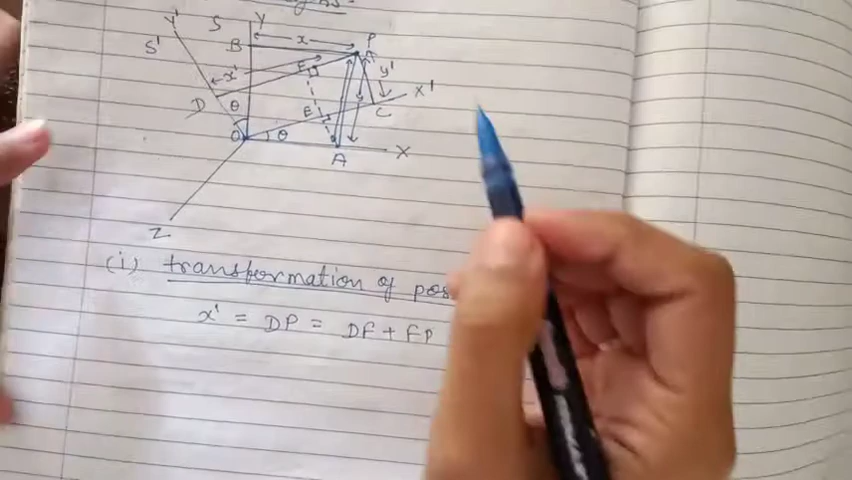 Y'
S
Y
S'
B
x
P
x'
F
y'
X'
D
θ
E
C
O
θ
A
X
Z
(i) transformation of pos
x' = DP = DF + FP